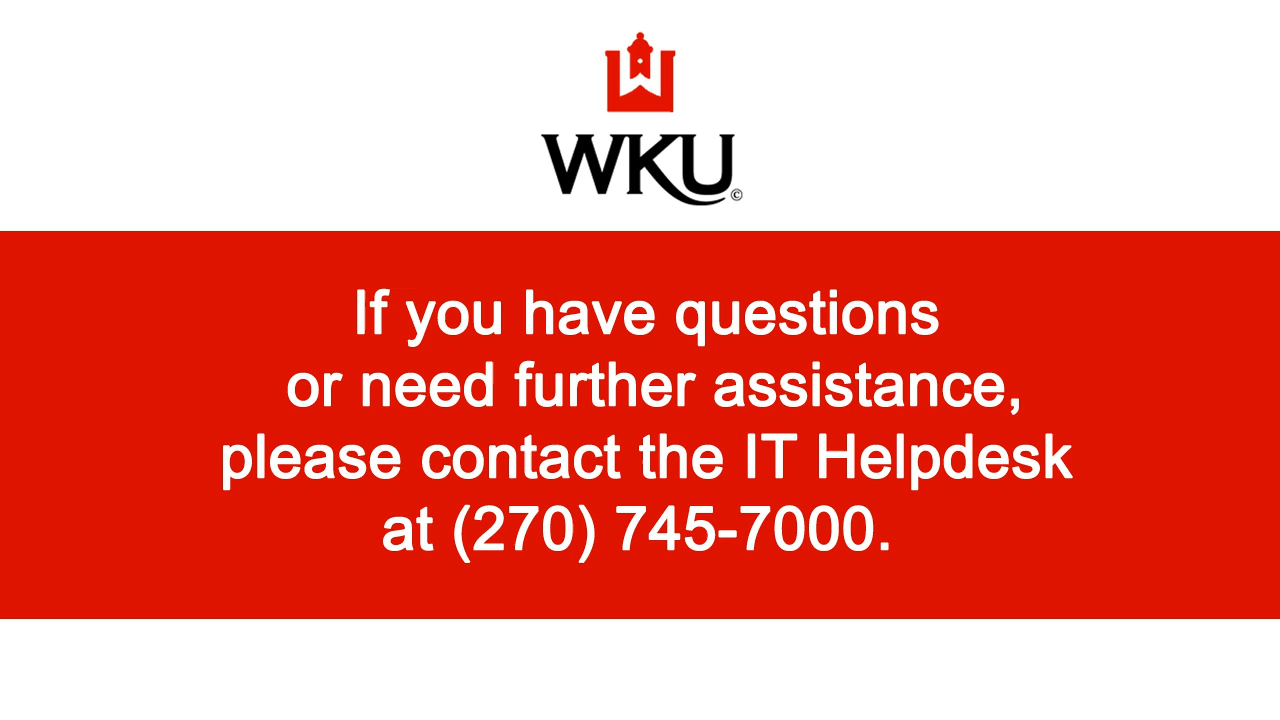 WKU©
If you have questions
or need further assistance,
please contact the IT Helpdesk
at (270) 745-7000.